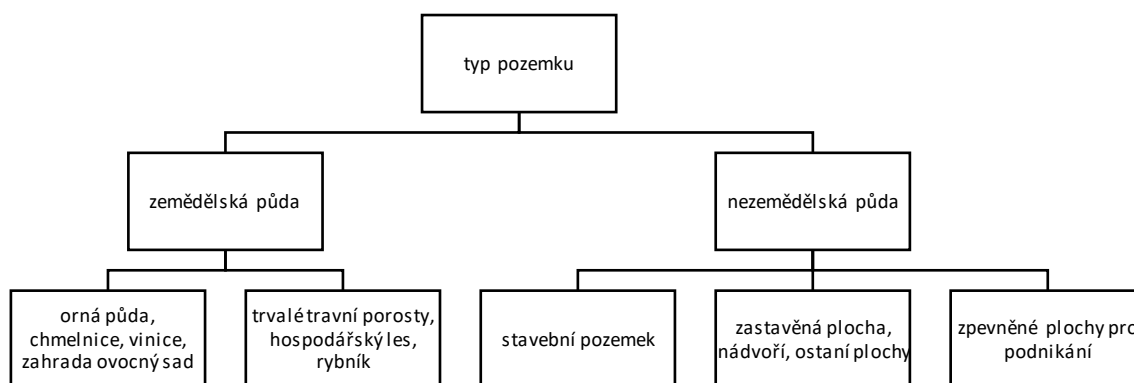 typ pozemku
zemědělská půda
nezemědělská půda
orná půda,
chmelnice, vinice,
zahrada ovocný sad
trvalé travní porosty,
hospodářský les,
rybník
stavební pozemek
zastavěná plocha,
nádvoří, ostaní plochy
zpevněné plochy pro
podnikání